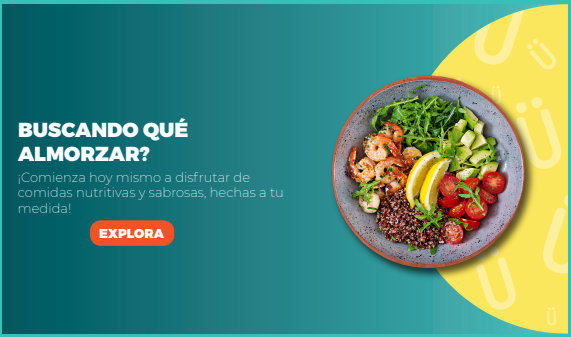 BUSCANDO QUÉ
ALMORZAR?
¡Comienza hoy mismo a disfrutar de
comidas nutritivas y sabrosas, hechas a tu
medida!
EXPLORA
ü
ü
ü
ü
ü
ü
ü